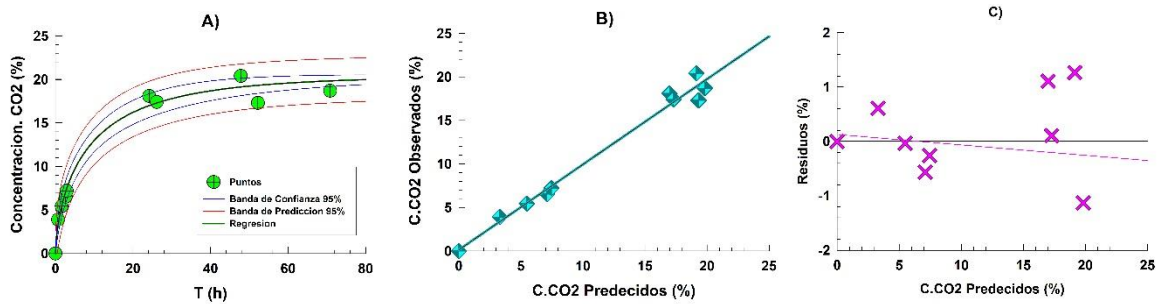 A)
Concentracion. CO2 (%)
25
20
15
10
5
0
0
20
40
60
80
T (h)
Puntos
Banda de Confianza 95%
Banda de Prediccion 95%
Regresion
B)
C.CO2 Observados (%)
25
20
15
10
5
0
0
5
10
15
20
25
C.CO2 Predecidos (%)
C)
Residuos (%)
2
1
0
-1
-2
0
5
10
15
20
25
C.CO2 Predecidos (%)